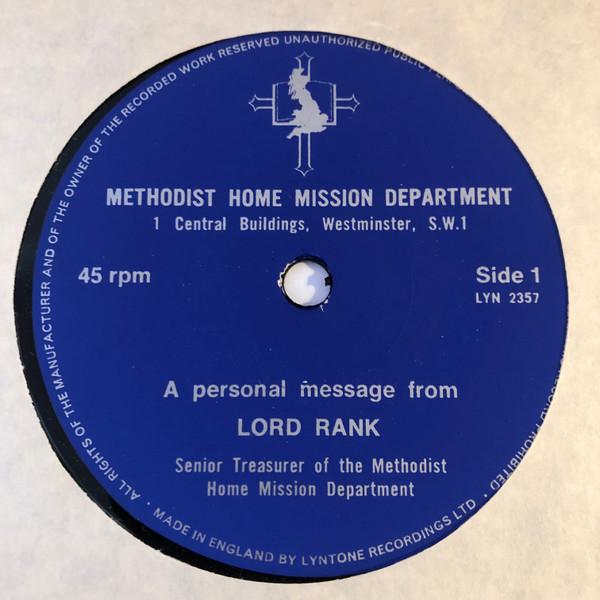 ALL RIGHTS OF THE MANUFACTURER AND OF THE OWNER OF THE RECORDED WORK RESERVED UNAUTHORIZED PUBLIC
METHODIST HOME MISSION DEPARTMENT
1 Central Buildings, Westminster, S.W.1
45 rpm
Side 1
LYN 2357
A personal message from
LORD RANK
Senior Treasurer of the Methodist
Home Mission Department
PROHIBITED
· MADE IN ENGLAND BY LYNTONE RECORDINGS LTD ·